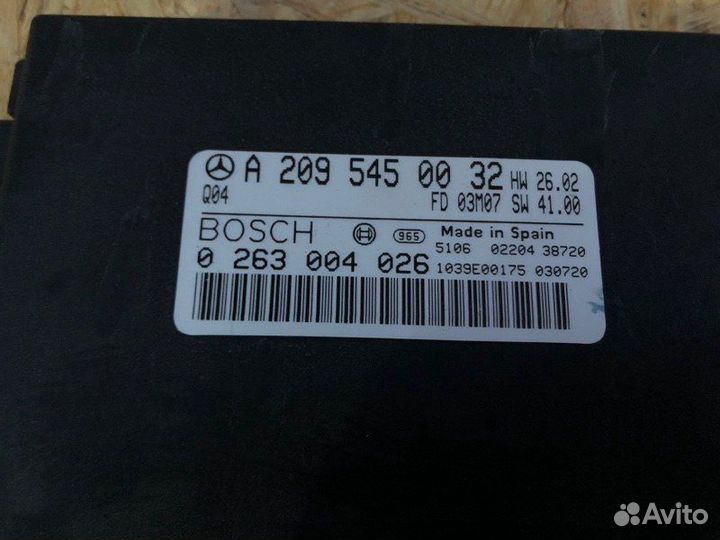 A 209 545 00 32 HW 26.02
Q04 FD 03M07 SW 41.00
BOSCH 965 Made in Spain
5106 02204 38720
0 263 004 026 1039E00175 030720
Avito